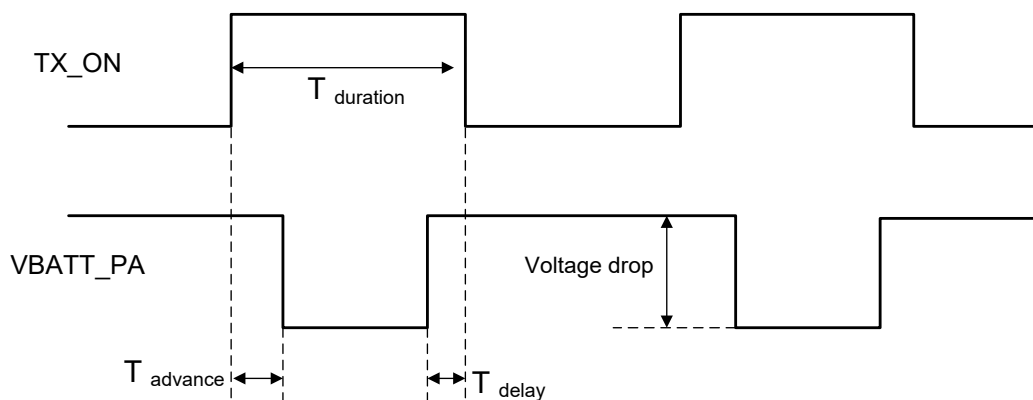 TX_ON
T duration
VBATT_PA
Voltage drop
T advance
T delay